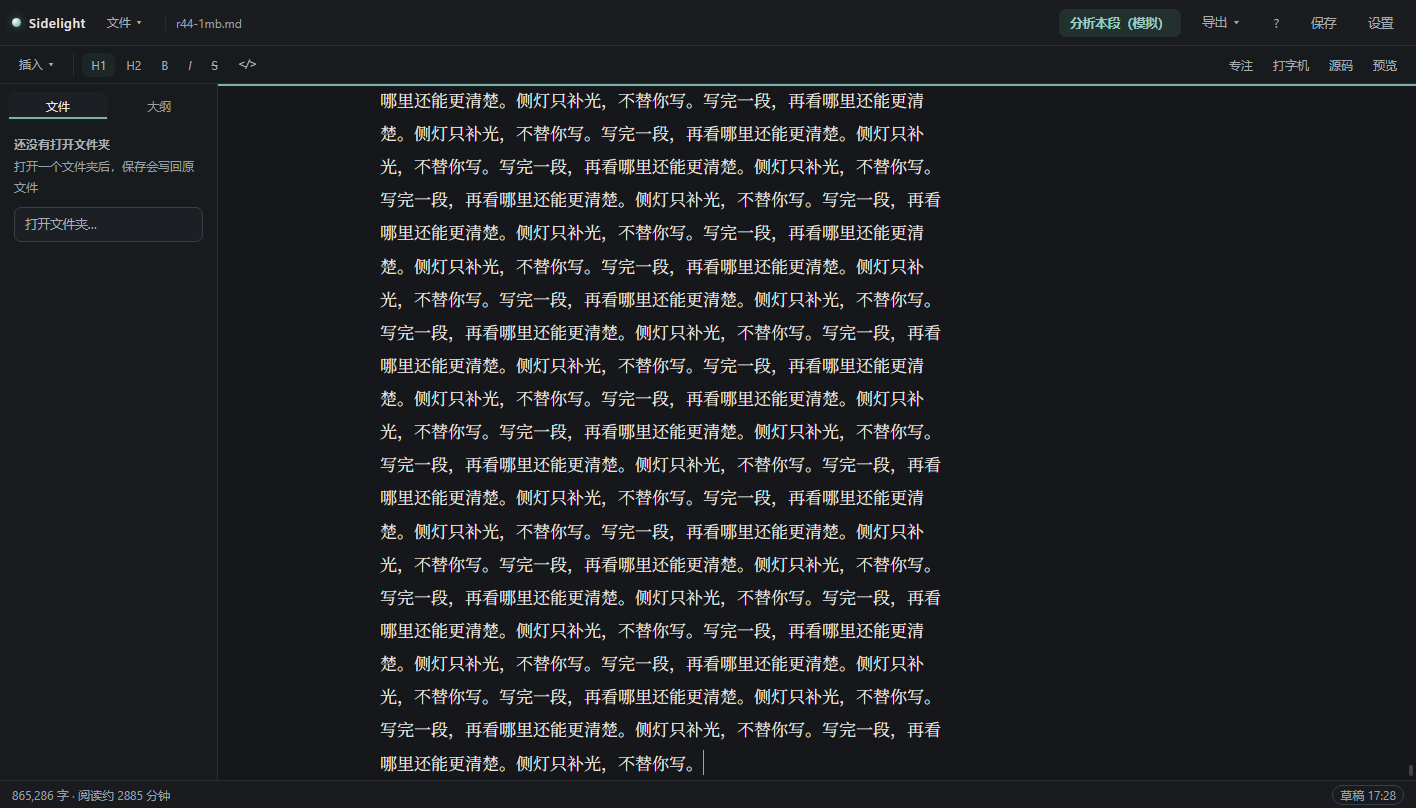 Sidelight 文件 r44-1mb.md 分析本段（模拟） 导出 ? 保存 设置
插入 H1 H2 B I S </> 专注 打字机 源码 预览
文件 大纲
还没有打开文件夹
打开一个文件夹后，保存会写回原
文件
打开文件夹...
哪里还能更清楚。侧灯只补光，不替你写。写完一段，再看哪里还能更清
楚。侧灯只补光，不替你写。写完一段，再看哪里还能更清楚。侧灯只补
光，不替你写。写完一段，再看哪里还能更清楚。侧灯只补光，不替你写。
写完一段，再看哪里还能更清楚。侧灯只补光，不替你写。写完一段，再看
哪里还能更清楚。侧灯只补光，不替你写。写完一段，再看哪里还能更清
楚。侧灯只补光，不替你写。写完一段，再看哪里还能更清楚。侧灯只补
光，不替你写。写完一段，再看哪里还能更清楚。侧灯只补光，不替你写。
写完一段，再看哪里还能更清楚。侧灯只补光，不替你写。写完一段，再看
哪里还能更清楚。侧灯只补光，不替你写。写完一段，再看哪里还能更清
楚。侧灯只补光，不替你写。写完一段，再看哪里还能更清楚。侧灯只补
光，不替你写。写完一段，再看哪里还能更清楚。侧灯只补光，不替你写。
写完一段，再看哪里还能更清楚。侧灯只补光，不替你写。写完一段，再看
哪里还能更清楚。侧灯只补光，不替你写。写完一段，再看哪里还能更清
楚。侧灯只补光，不替你写。写完一段，再看哪里还能更清楚。侧灯只补
光，不替你写。写完一段，再看哪里还能更清楚。侧灯只补光，不替你写。
写完一段，再看哪里还能更清楚。侧灯只补光，不替你写。写完一段，再看
哪里还能更清楚。侧灯只补光，不替你写。写完一段，再看哪里还能更清
楚。侧灯只补光，不替你写。写完一段，再看哪里还能更清楚。侧灯只补
光，不替你写。写完一段，再看哪里还能更清楚。侧灯只补光，不替你写。
写完一段，再看哪里还能更清楚。侧灯只补光，不替你写。写完一段，再看
哪里还能更清楚。侧灯只补光，不替你写。
865,286 字 · 阅读约 2885 分钟 草稿 17:28